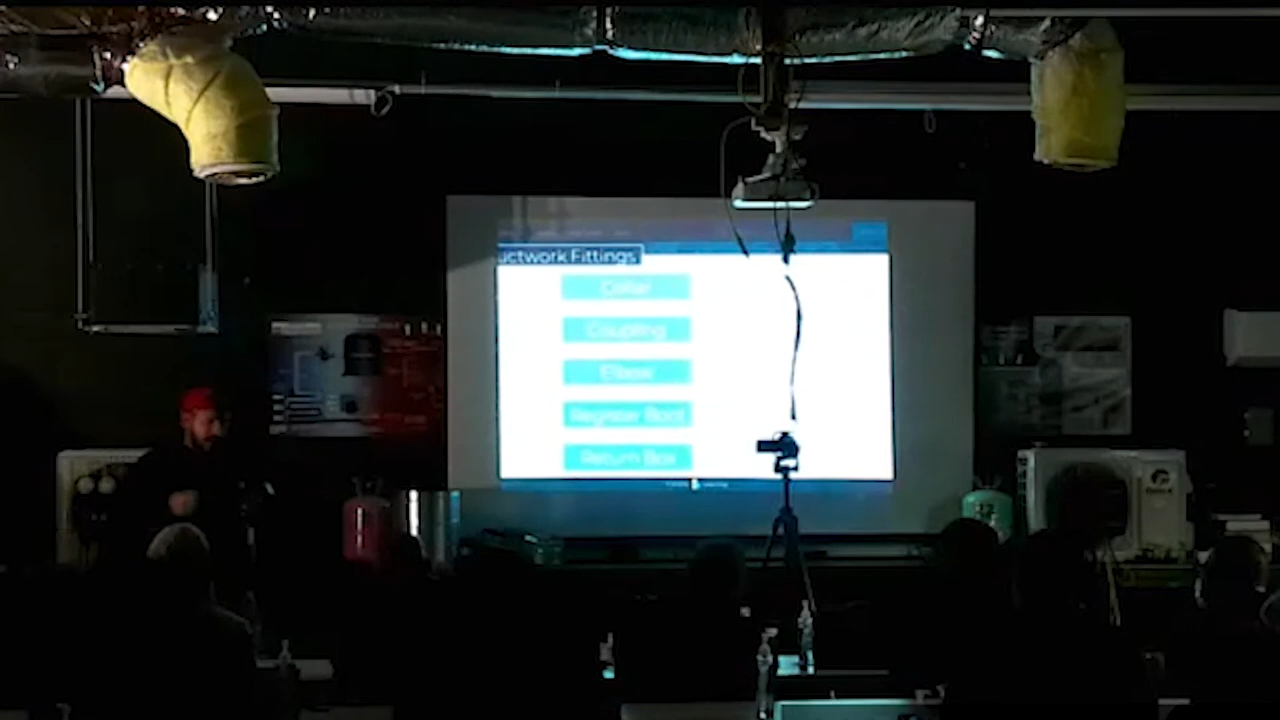 uctwork Fittings
Collar
Coupling
Elbow
Register Boot
Return Box